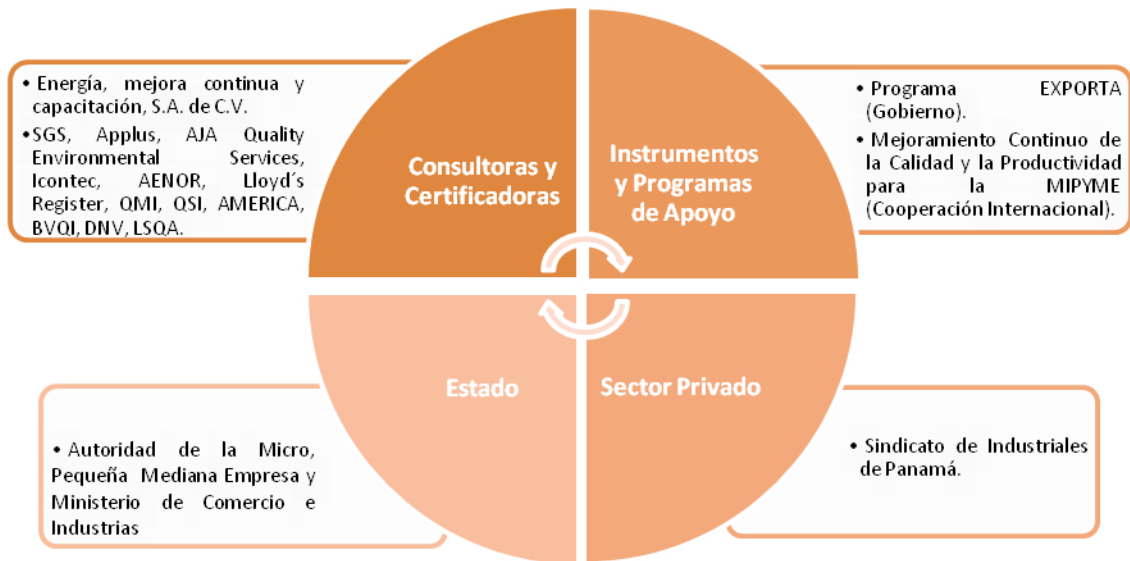 • Energía, mejora continua y
capacitación, S.A. de C.V.
• SGS, Applus, AJA Quality
Environmental Services,
Icontec, AENOR, Lloyd´s
Register, QMI, QSI, AMERICA,
BVQI, DNV, LSQA.
Consultoras y
Certificadoras
Instrumentos
y Programas
de Apoyo
• Programa EXPORTA
(Gobierno).
• Mejoramiento Continuo de
la Calidad y la Productividad
para la MIPYME
(Cooperación Internacional).
• Autoridad de la Micro,
Pequeña Mediana Empresa y
Ministerio de Comercio e
Industrias
Estado
Sector Privado
• Sindicato de Industriales
de Panamá.